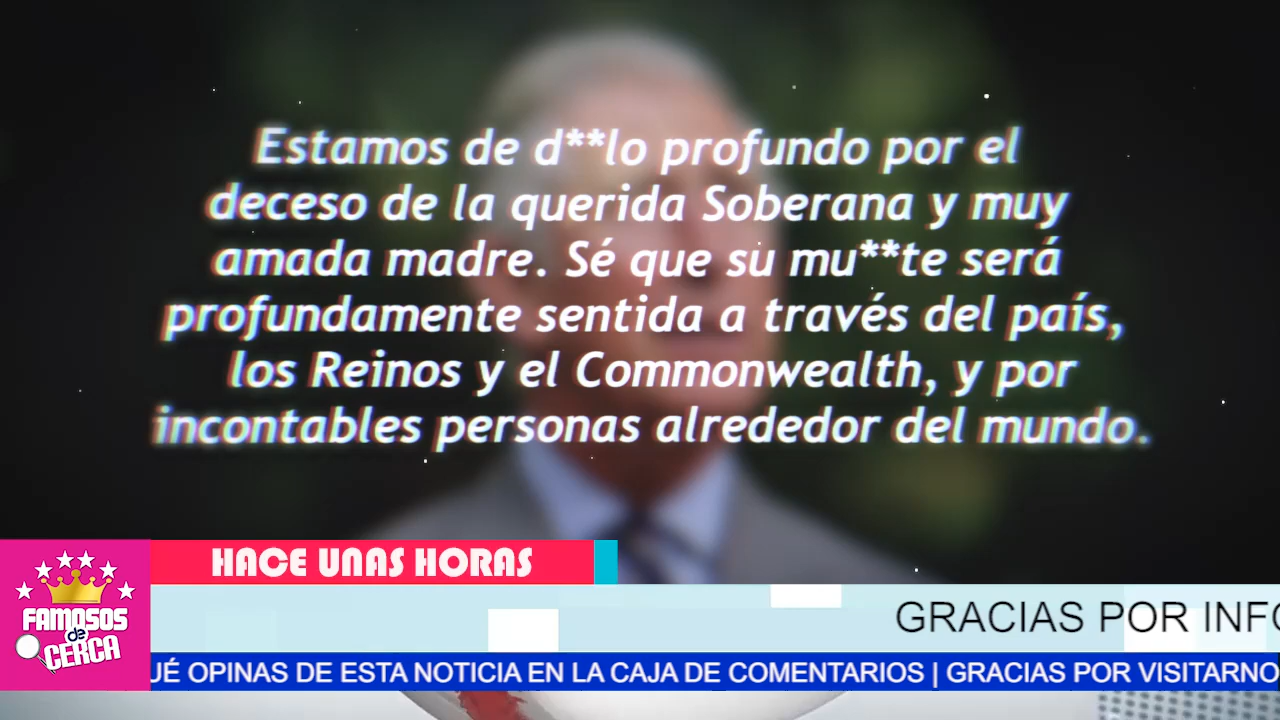 Estamos de d**lo profundo por el
deceso de la querida Soberana y muy
amada madre. Sé que su mu**te será
profundamente sentida a través del país,
los Reinos y el Commonwealth, y por
incontables personas alrededor del mundo.
HACE UNAS HORAS
FAMOSOS
de
CERCA
GRACIAS POR INFO
UÉ OPINAS DE ESTA NOTICIA EN LA CAJA DE COMENTARIOS | GRACIAS POR VISITARNO